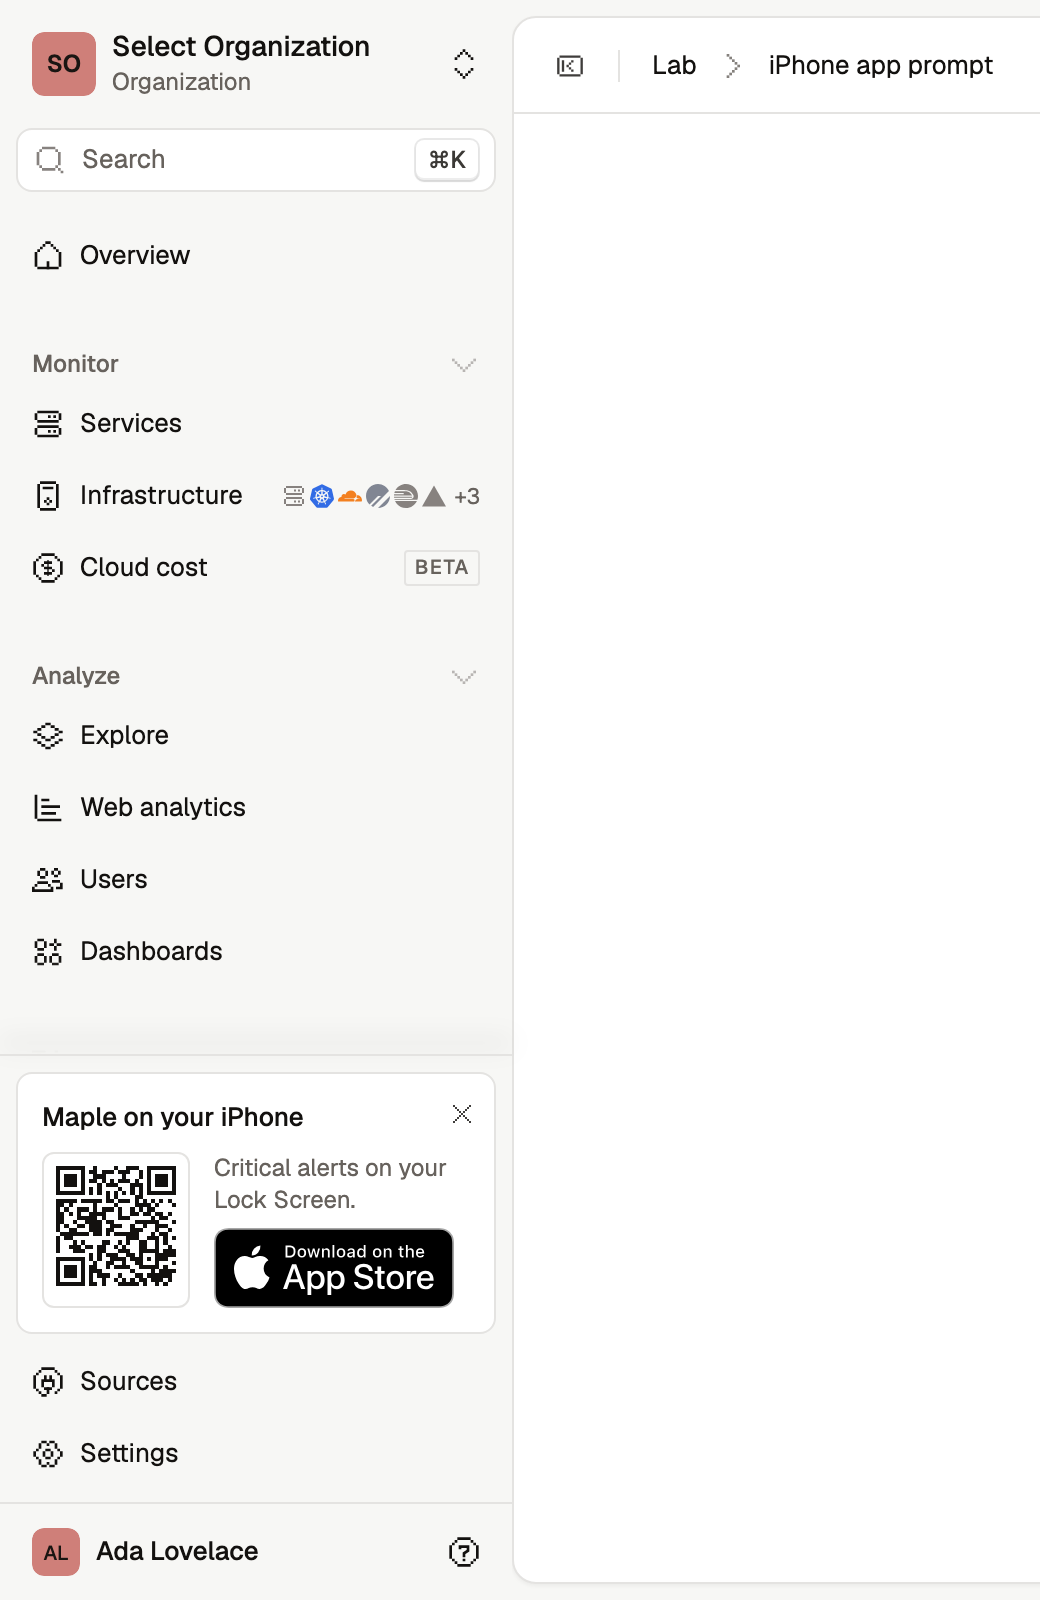 SO
Select Organization
Organization
Search
⌘K
Overview
Monitor
Services
Infrastructure
+3
Cloud cost
BETA
Analyze
Explore
Web analytics
Users
Dashboards
Maple on your iPhone
Critical alerts on your
Lock Screen.
Download on the
App Store
Sources
Settings
AL
Ada Lovelace
Lab
iPhone app prompt